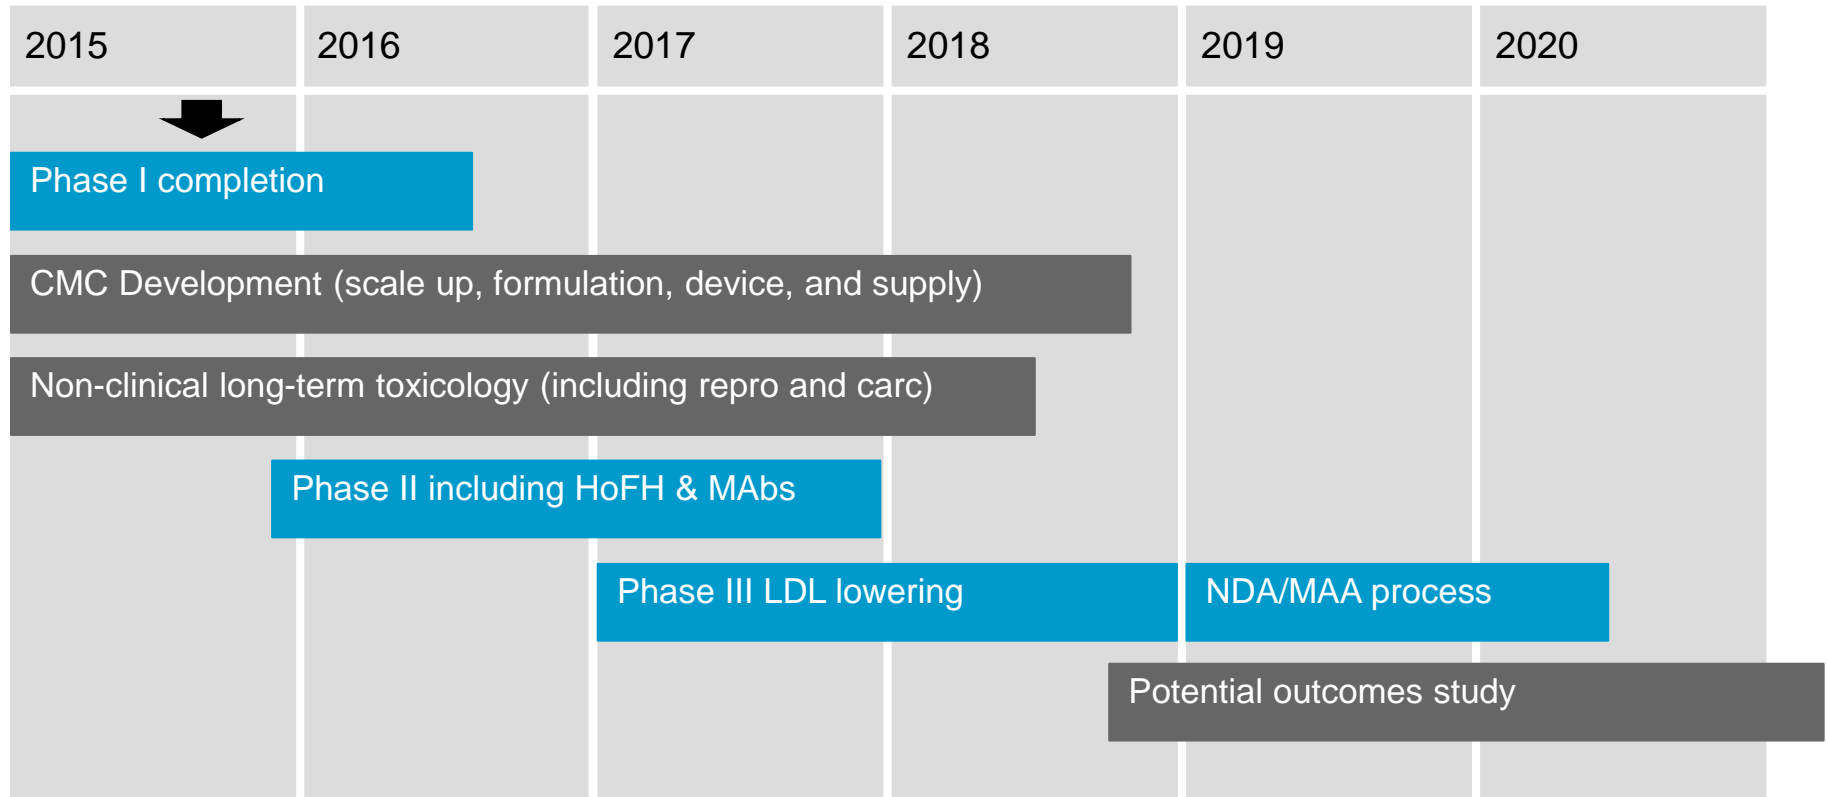 2015
2016
2017
2018
2019
2020
Phase I completion
CMC Development (scale up, formulation, device, and supply)
Non-clinical long-term toxicology (including repro and carc)
Phase II including HoFH & MAbs
Phase III LDL lowering
NDA/MAA process
Potential outcomes study